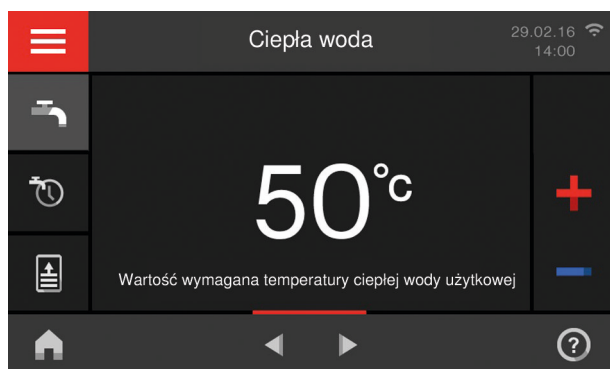 Ciepła woda
29.02.16
14:00
50°C
Wartość wymagana temperatury ciepłej wody użytkowej
?